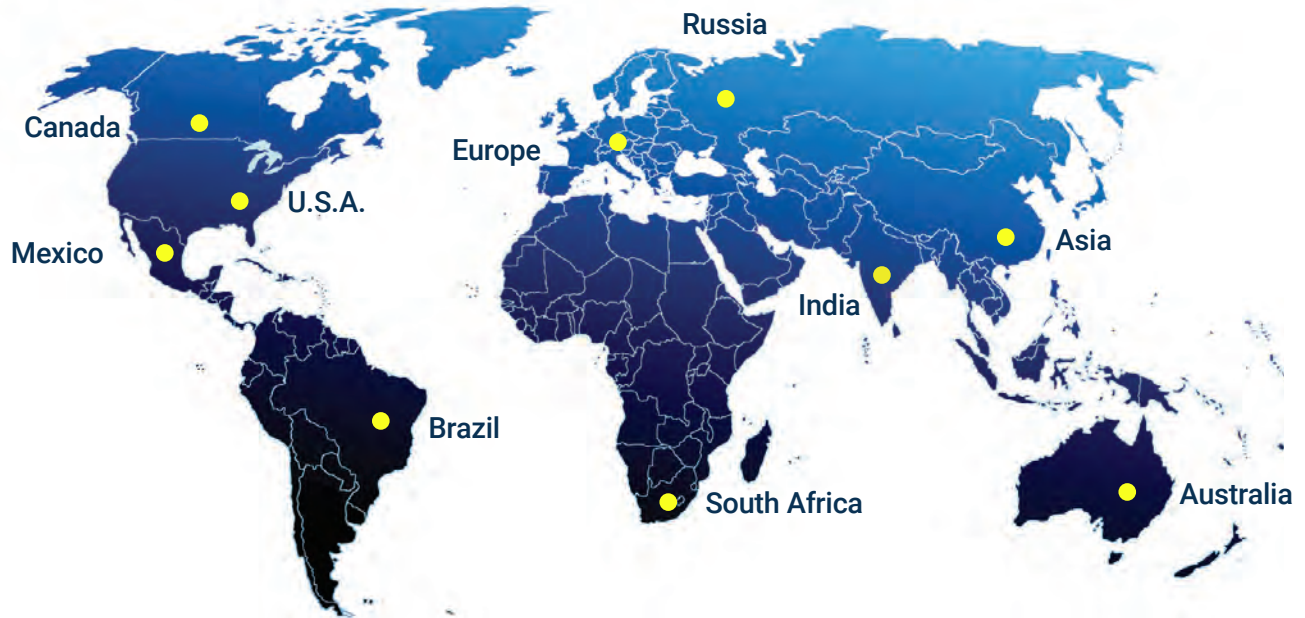 Russia
Canada
Europe
U.S.A.
Mexico
Asia
India
Brazil
South Africa
Australia